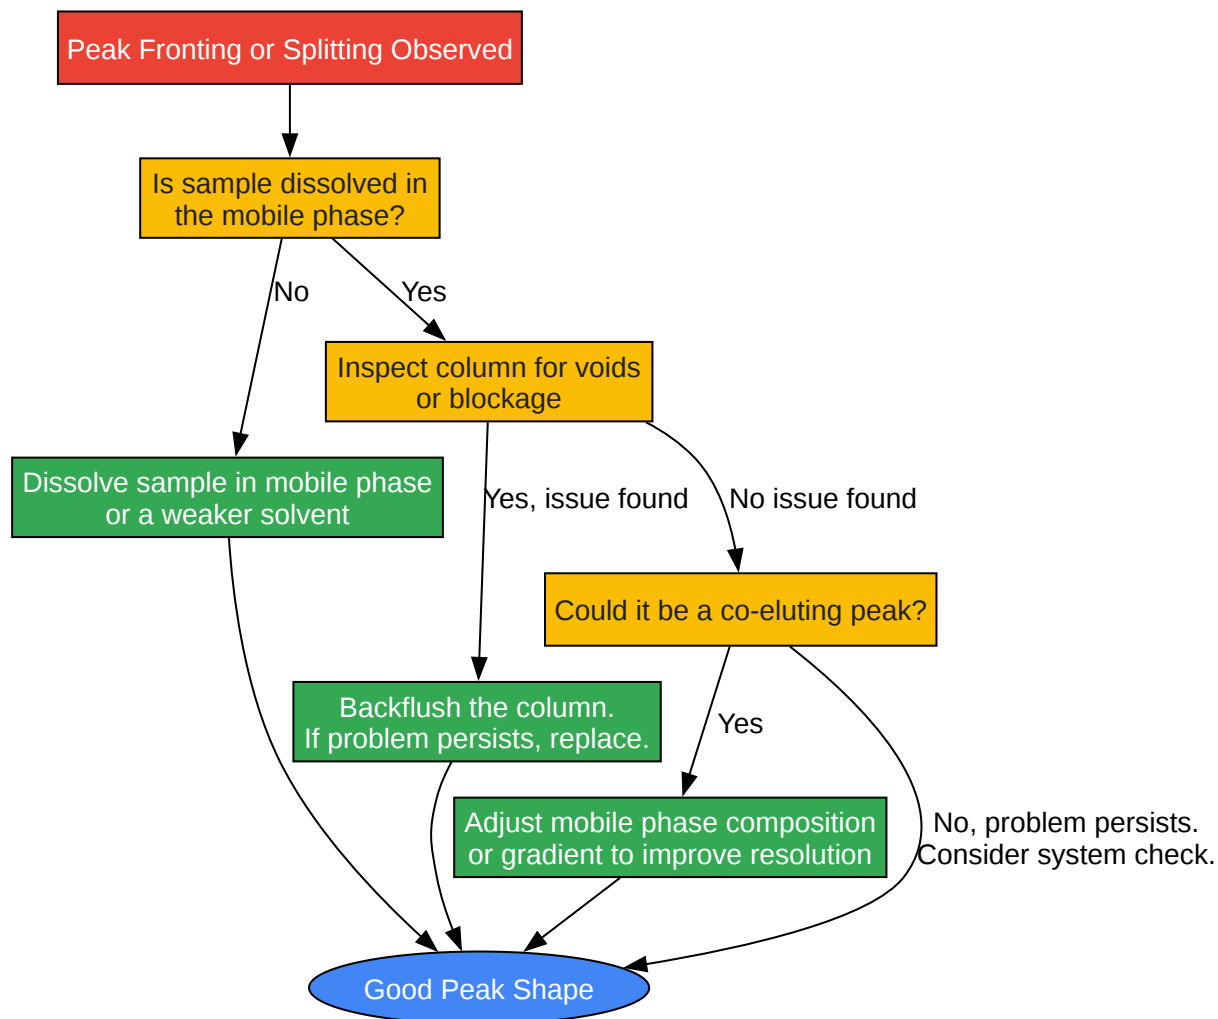 Peak Fronting or Splitting Observed
Is sample dissolved in
the mobile phase?
No
Yes
Inspect column for voids
or blockage
Dissolve sample in mobile phase
or a weaker solvent
Yes, issue found
No issue found
Could it be a co-eluting peak?
Backflush the column.
If problem persists, replace.
Yes
Adjust mobile phase composition
or gradient to improve resolution
No, problem persists.
Consider system check.
Good Peak Shape